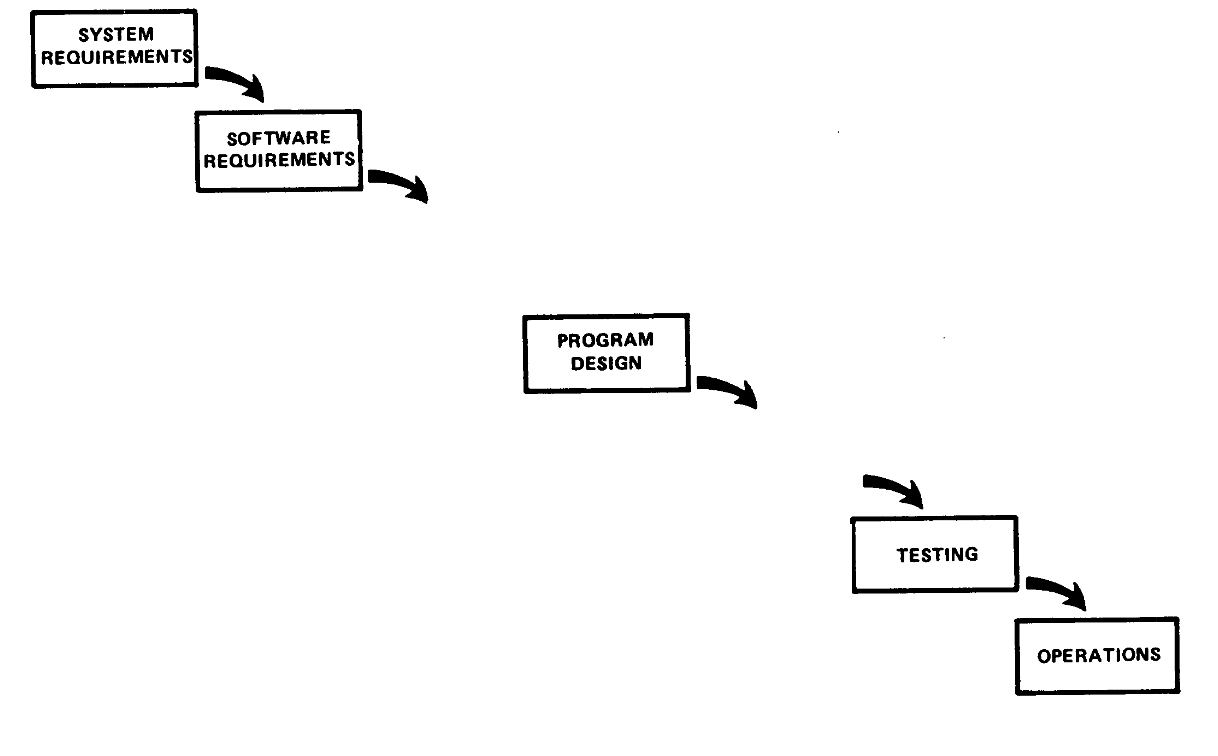 SYSTEM
REQUIREMENTS
SOFTWARE
REQUIREMENTS
PROGRAM
DESIGN
TESTING
OPERATIONS